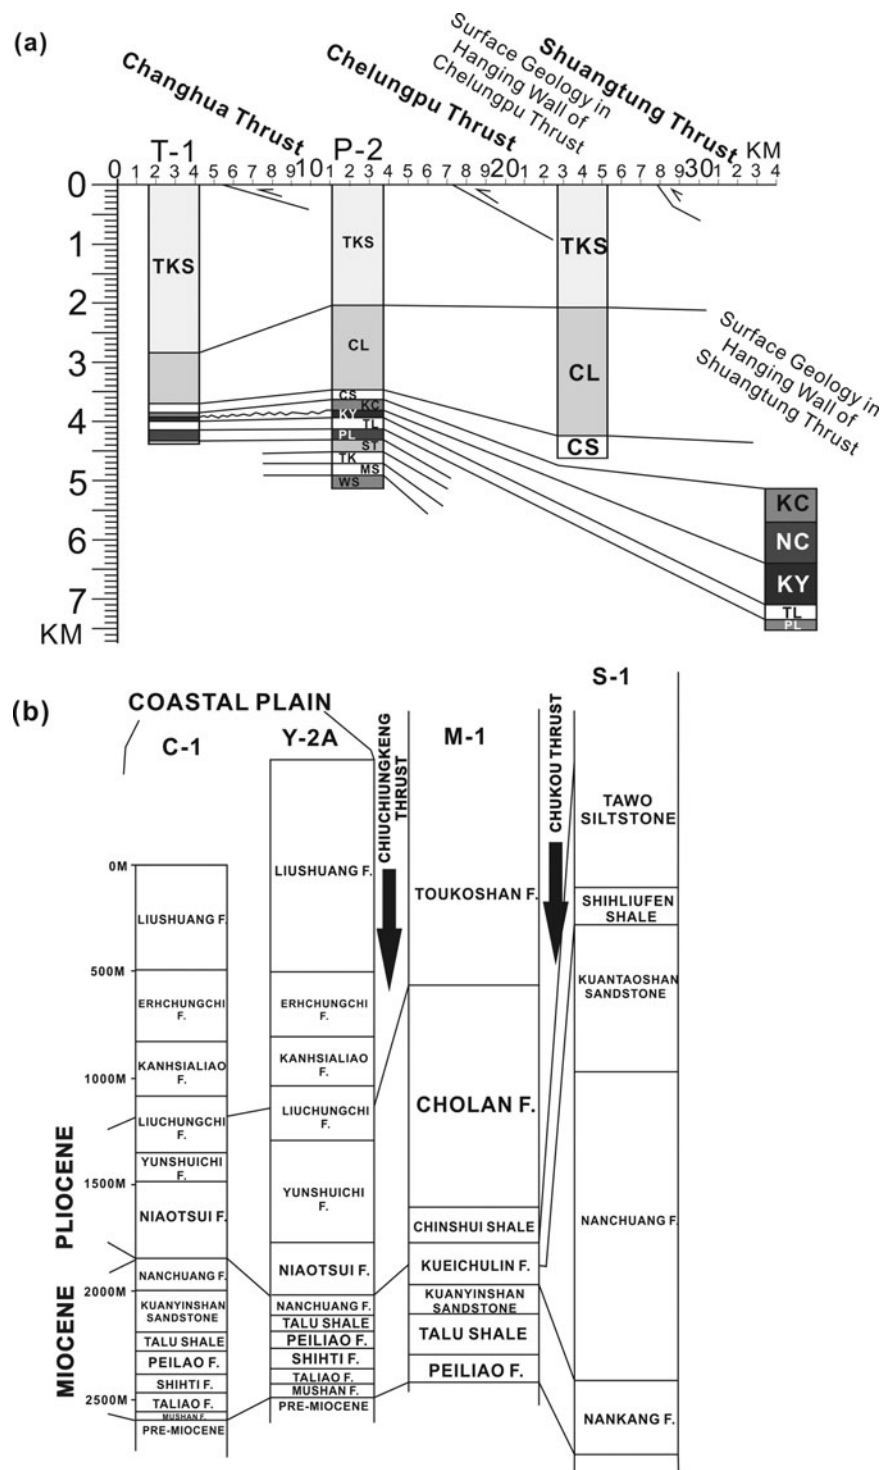 (a)
Changhua Thrust
Chelungpu Thrust
Surface Geology in
Hanging Wall of
Chelungpu Thrust
Shuangtung Thrust
T-1
P-2
KM
0 1 2 3 4 5 6 7 8 9 10 1 2 3 4 5 6 7 8 9 20 1 2 3 4 5 6 7 8 9 30 1 2 3 4
0
1
2
3
4
5
6
7
KM
TKS
TKS
CL
CS
KC
KY
TL
PL
ST
TK
MS
WS
TKS
CL
CS
Surface Geology in
Hanging Wall of
Shuangtung Thrust
KC
NC
KY
TL
PL
(b)
COASTAL PLAIN
C-1
Y-2A
CHIUCHIUNGKENG
THRUST
M-1
CHUKOU THRUST
S-1
0M
500M
1000M
1500M
2000M
2500M
PLIOCENE
MIOCENE
LIUSHUANG F.
ERHCHUNGCHI
F.
KANHSIALIAO
F.
LIUCHUNGCHI
F.
YUNSHUICHI
F.
NIAOTSUI F.
NANCHUANG F.
KUANYINSHAN
SANDSTONE
TALU SHALE
PEILAO F.
SHIHTI F.
TALIAO F.
MUSHAN F.
PRE-MIOCENE
LIUSHUANG F.
ERHCHUNGCHI
F.
KANHSIALIAO
F.
LIUCHUNGCHI
F.
YUNSHUICHI
F.
NIAOTSUI F.
NANCHUANG F.
TALU SHALE
PEILIAO F.
SHIHTI F.
TALIAO F.
MUSHAN F.
PRE-MIOCENE
TOUKOSHAN F.
CHOLAN F.
CHINSHUI SHALE
KUEICHULIN F.
KUANYINSHAN
SANDSTONE
TALU SHALE
PEILIAO F.
TAWO
SILTSTONE
SHIHLIUFEN
SHALE
KUANTAOSHAN
SANDSTONE
NANCHUANG F.
NANKANG F.